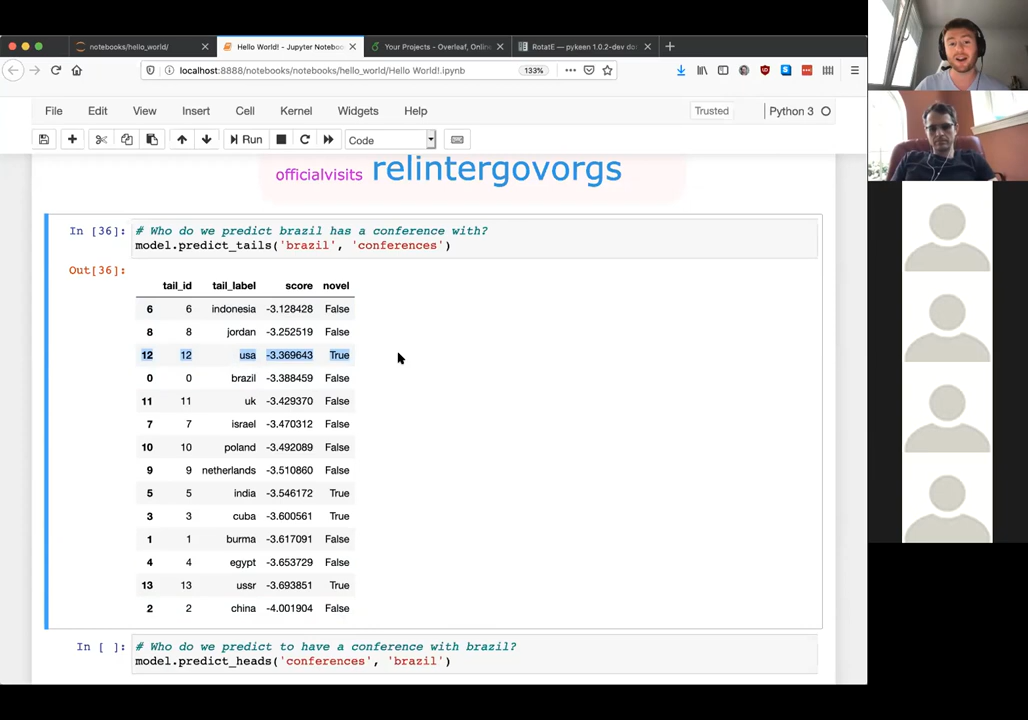 notebooks/hello_world/ Hello World! - Jupyter Noteboo Your Projects - Overleaf, Onlin RotatE — pykeen 1.0.2-dev do
localhost:8888/notebooks/notebooks/hello_world/Hello World!.ipynb 133%
File Edit View Insert Cell Kernel Widgets Help Trusted Python 3
Run Code
officialvisits relintergovorgs
In [36]: # Who do we predict brazil has a conference with?
model.predict_tails('brazil', 'conferences')
Out[36]:
tail_id tail_label score novel
6 6 indonesia -3.128428 False
8 8 jordan -3.252519 False
12 12 usa -3.369643 True
0 0 brazil -3.388459 False
11 11 uk -3.429370 False
7 7 israel -3.470312 False
10 10 poland -3.492089 False
9 9 netherlands -3.510860 False
5 5 india -3.546172 True
3 3 cuba -3.600561 True
1 1 burma -3.617091 False
4 4 egypt -3.653729 False
13 13 ussr -3.693851 True
2 2 china -4.001904 False
In [ ]: # Who do we predict to have a conference with brazil?
model.predict_heads('conferences', 'brazil')